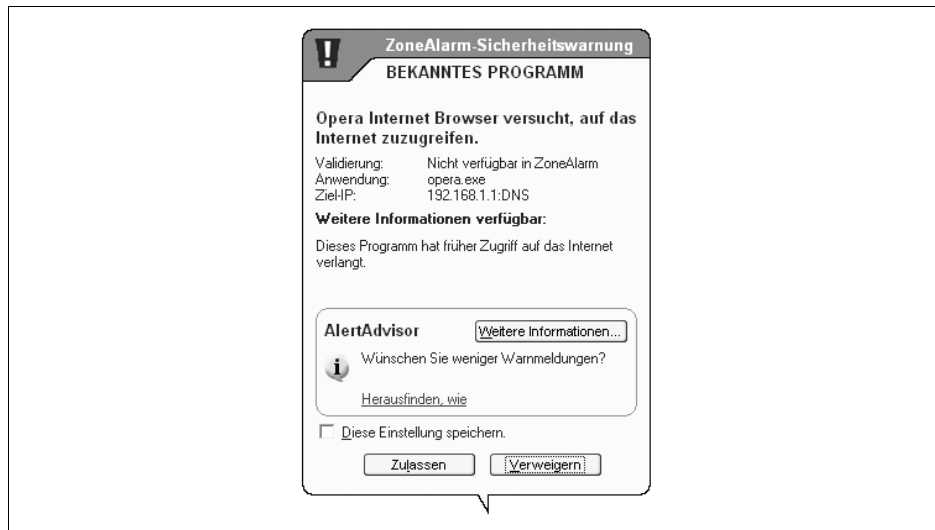 ZoneAlarm-Sicherheitswarnung
BEKANNTES PROGRAMM
Opera Internet Browser versucht, auf das
Internet zuzugreifen.
Validierung: Nicht verfügbar in ZoneAlarm
Anwendung: opera.exe
Ziel-IP: 192.168.1.1:DNS
Weitere Informationen verfügbar:
Dieses Programm hat früher Zugriff auf das Internet
verlangt.
AlertAdvisor Weitere Informationen...
Wünschen Sie weniger Warnmeldungen?
Herausfinden, wie
Diese Einstellung speichern.
Zulassen Verweigern